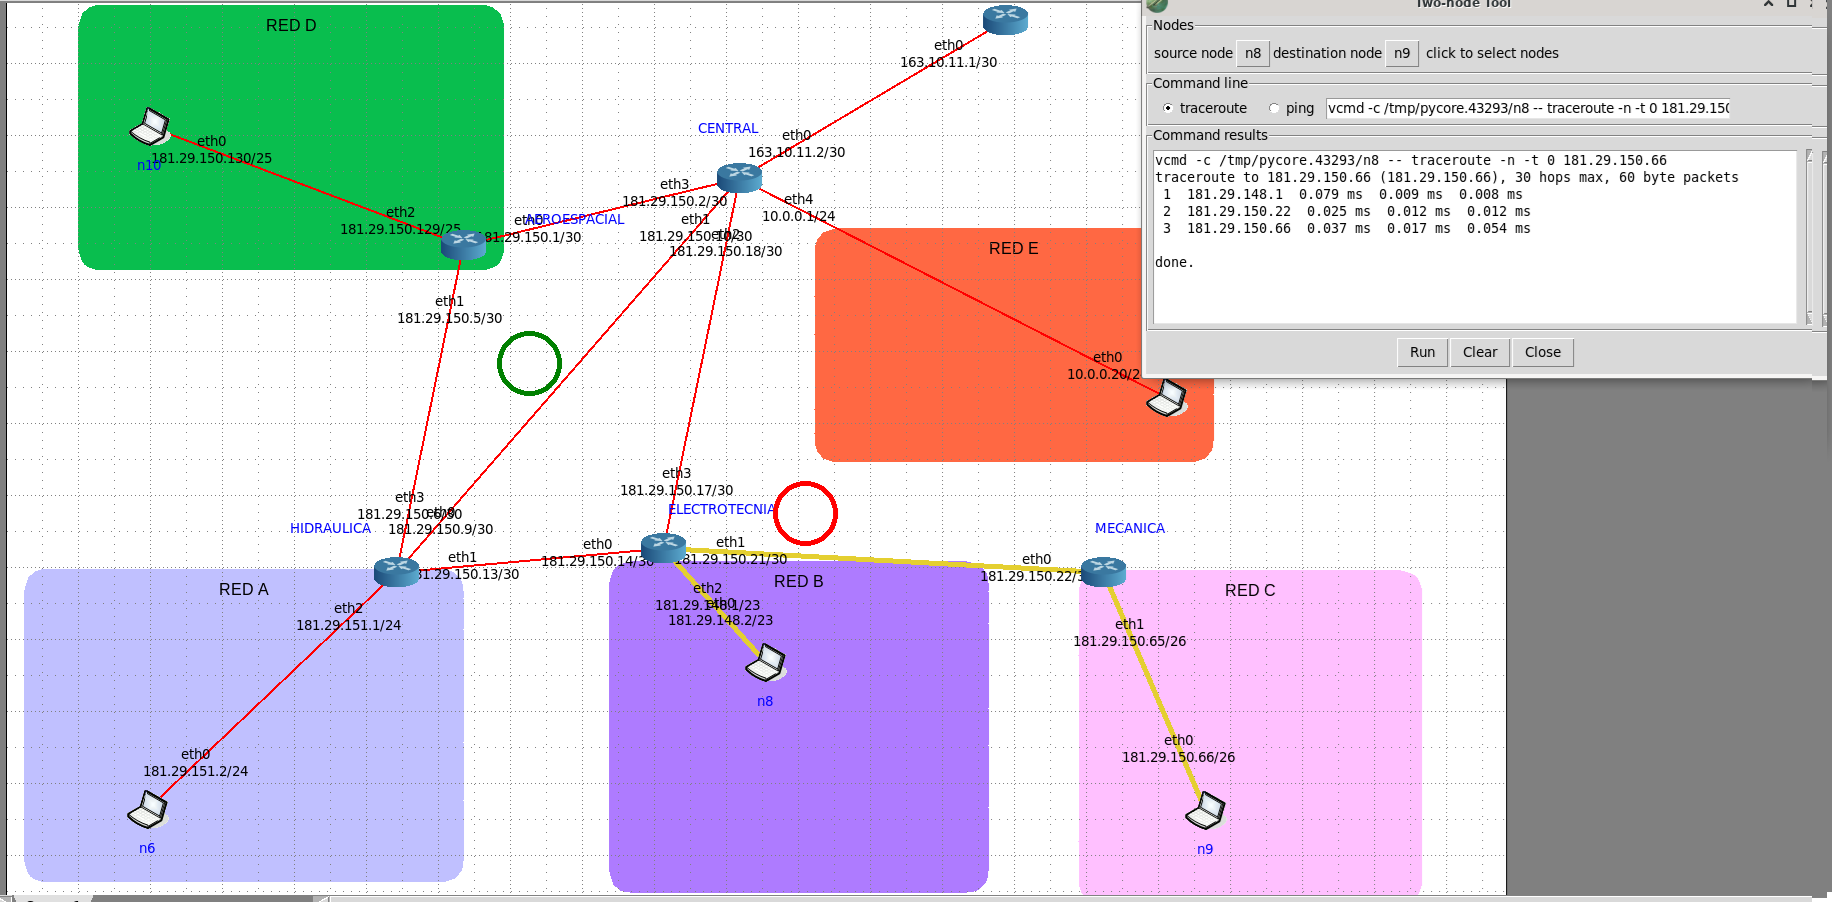 Two-node Tool
Nodes
source node n8 destination node n9 click to select nodes
Command line
traceroute ping vcmd -c /tmp/pycore.43293/n8 -- traceroute -n -t 0 181.29.150
Command results
vcmd -c /tmp/pycore.43293/n8 -- traceroute -n -t 0 181.29.150.66
traceroute to 181.29.150.66 (181.29.150.66), 30 hops max, 60 byte packets
1 181.29.148.1 0.079 ms 0.009 ms 0.008 ms
2 181.29.150.22 0.025 ms 0.012 ms 0.012 ms
3 181.29.150.66 0.037 ms 0.017 ms 0.054 ms
done.
Run Clear Close
RED D
eth0
181.29.150.130/25
n10
eth2
181.29.150.129/25
eth0
163.10.11.1/30
CENTRAL
eth0
163.10.11.2/30
eth3
181.29.150.2/30
eth4
10.0.0.1/24
eth1
181.29.150.10/30
eth2
181.29.150.18/30
AEROESPACIAL
eth0
181.29.150.1/30
eth1
181.29.150.5/30
RED E
eth0
10.0.0.20/2
eth3
181.29.150.6/30
eth0
181.29.150.9/30
HIDRAULICA
eth1
181.29.150.13/30
eth3
181.29.150.17/30
ELECTROTECNIA
eth0
181.29.150.14/30
eth1
181.29.150.21/30
MECANICA
eth0
181.29.150.22/3
RED A
eth2
181.29.151.1/24
eth0
181.29.151.2/24
n6
RED B
eth2
181.29.148.1/23
eth0
181.29.148.2/23
n8
RED C
eth1
181.29.150.65/26
eth0
181.29.150.66/26
n9